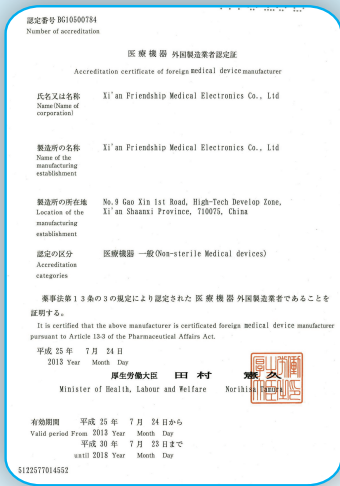 認定番号 BG10500784
Number of accreditation
医療機器 外国製造業者認定証
Accreditation certificate of foreign medical device manufacturer
氏名又は名称 Xi'an Friendship Medical Electronics Co., Ltd
Name(Name of
corporation)
製造所の名称 Xi'an Friendship Medical Electronics Co., Ltd
Name of the
manufacturing
establishment
製造所の所在地 No.9 Gao Xin 1st Road, High-Tech Develop Zone,
Location of the Xi'an Shaanxi Province, 710075, China
manufacturing
establishment
認定の区分 医療機器 一般(Non-sterile Medical devices)
Accreditation
categories
薬事法第13条の3の規定により認定された 医療機器 外国製造業者であることを
証明する。
It is certified that the above manufacturer is certificated foreign medical device manufacturer
pursuant to Article 13-3 of the Pharmaceutical Affairs Act.
平成 25 年 7 月 24 日
2013 Year Month Day
厚生労働大臣 田村 憲久
Minister of Health, Labour and Welfare Norihisa Tamura
有効期間 平成 25 年 7 月 24 日から
Valid period From 2013 Year Month Day
平成 30 年 7 月 23 日まで
until 2018 Year Month Day
5122577014552